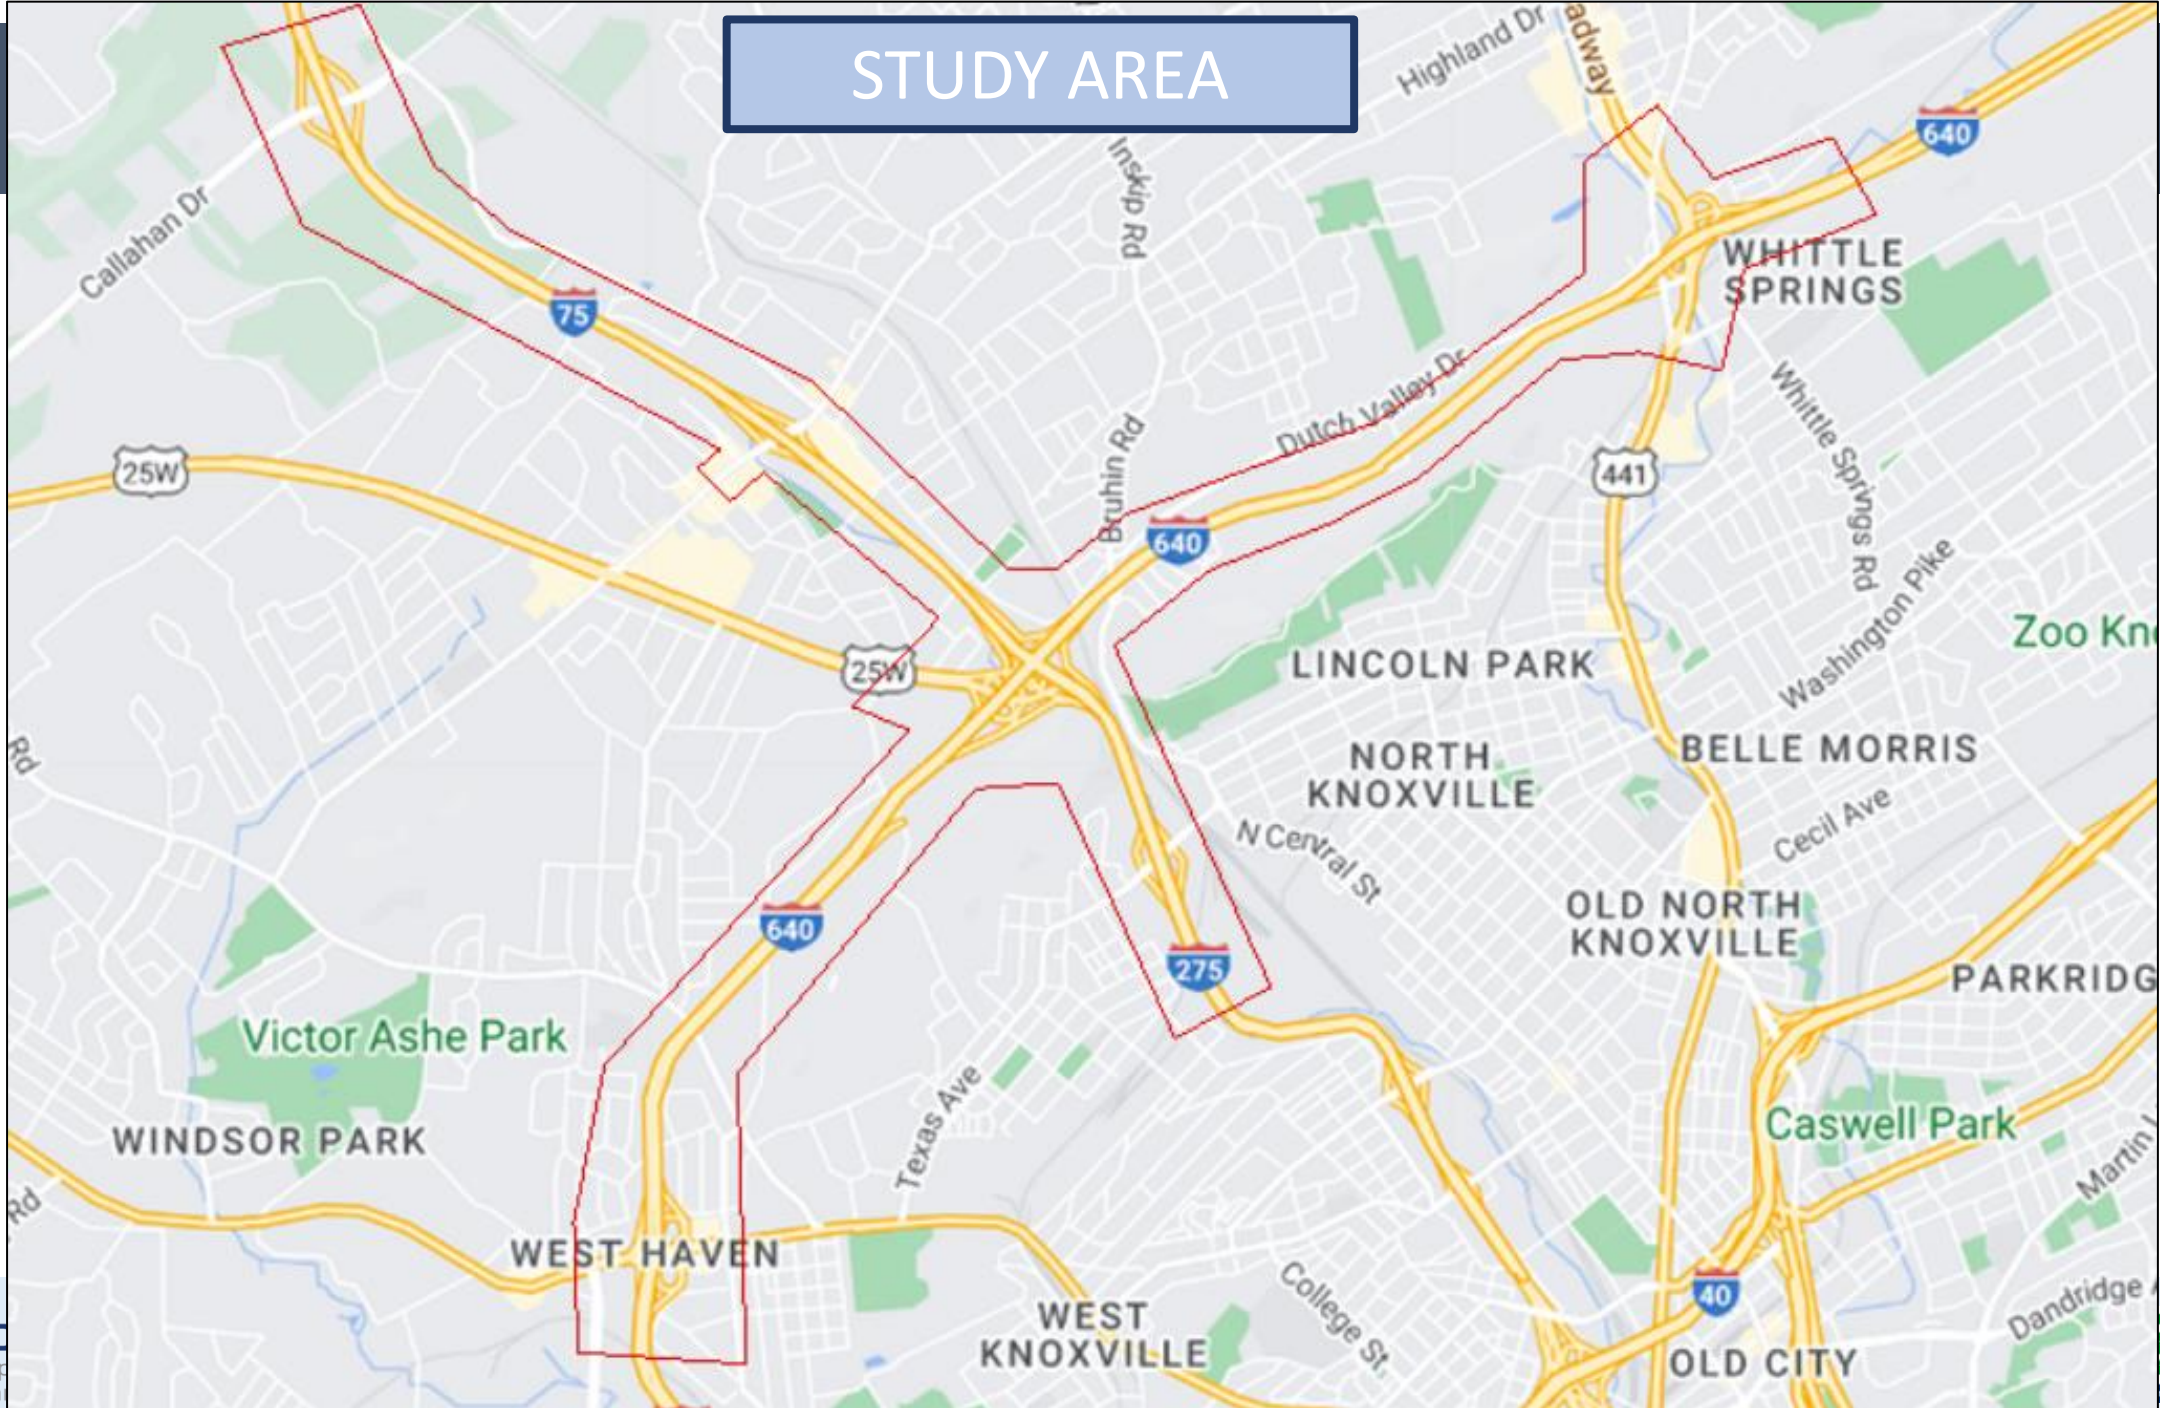 STUDY AREA
Highland Dr
adway
640
Inskip Rd
Callahan Dr
WHITTLE
SPRINGS
75
Dutch Valley Dr
Whittle Springs Rd
25W
Bruhin Rd
441
640
Washington Pike
Zoo Kn
25W
LINCOLN PARK
Rd
NORTH
KNOXVILLE
BELLE MORRIS
N Central St
Cecil Ave
640
OLD NORTH
KNOXVILLE
275
PARKRIDG
Victor Ashe Park
Texas Ave
WINDSOR PARK
Caswell Park
Martin L
Rd
WEST HAVEN
College St
40
Dandridge A
WEST
KNOXVILLE
OLD CITY